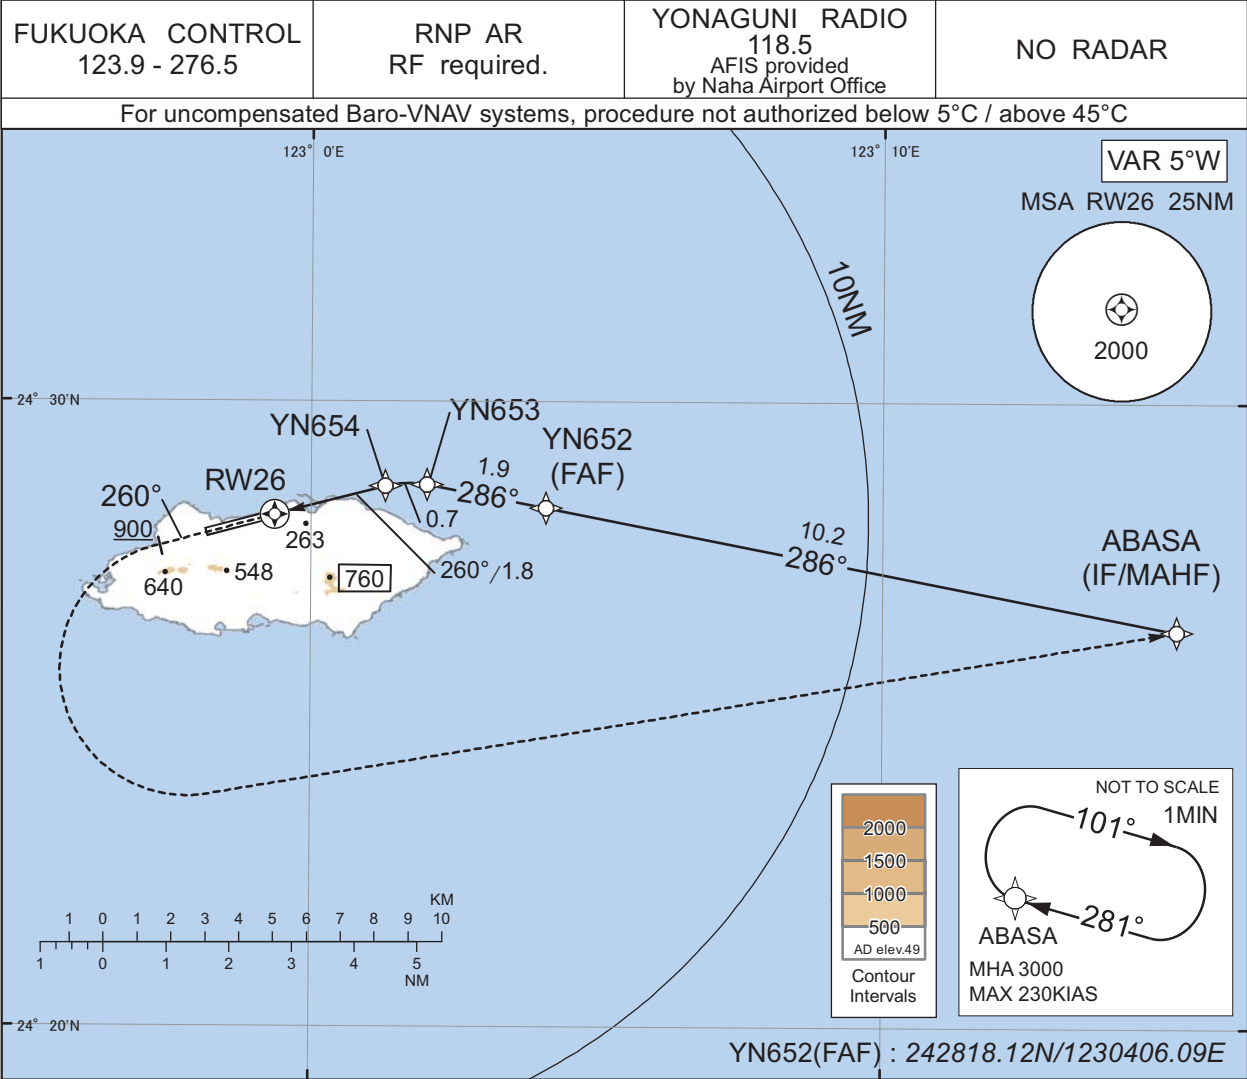 FUKUOKA CONTROL
123.9 - 276.5
RNP AR
RF required.
YONAGUNI RADIO
118.5
AFIS provided
by Naha Airport Office
NO RADAR
For uncompensated Baro-VNAV systems, procedure not authorized below 5°C / above 45°C
123° 0'E
123° 10'E
VAR 5°W
MSA RW26 25NM
2000
10NM
24° 30'N
YN654
YN653
YN652
(FAF)
1.9
286°
RW26
260°
900
0.7
263
260°/1.8
640
548
760
10.2
286°
ABASA
(IF/MAHF)
KM
1 0 1 2 3 4 5 6 7 8 9 10
1 0 1 2 3 4 5
NM
2000
1500
1000
500
AD elev.49
Contour
Intervals
NOT TO SCALE
1MIN
101°
281°
ABASA
MHA 3000
MAX 230KIAS
24° 20'N
YN652(FAF) : 242818.12N/1230406.09E